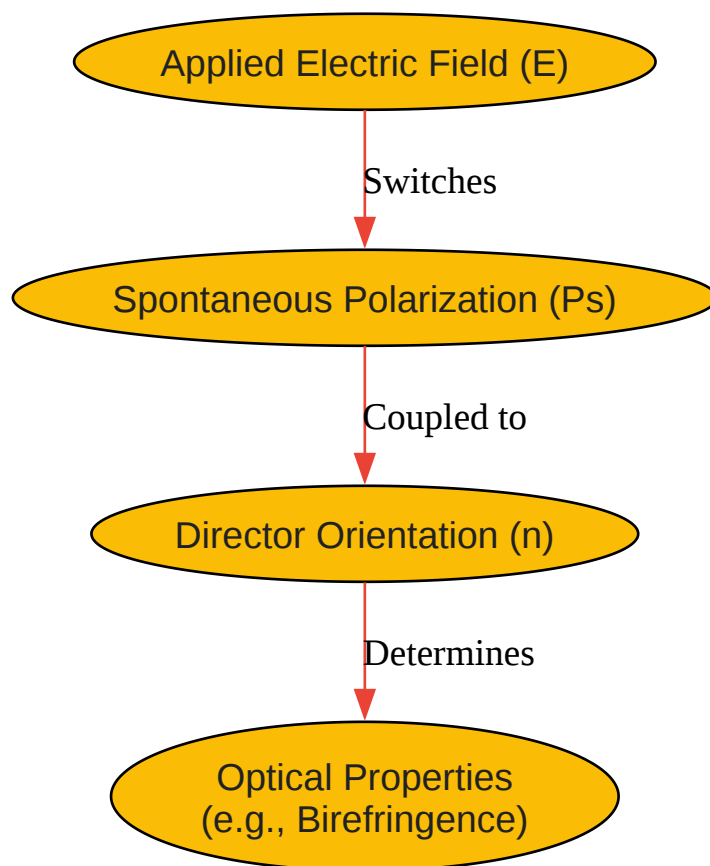 Applied Electric Field (E)
Switches
Spontaneous Polarization (Ps)
Coupled to
Director Orientation (n)
Determines
Optical Properties
(e.g., Birefringence)